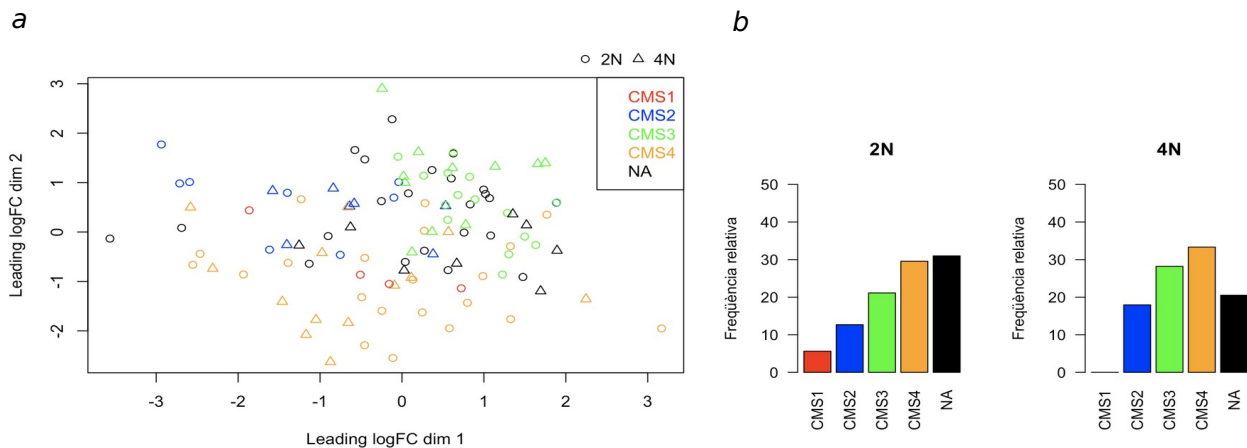 a
○ 2N △ 4N
CMS1
CMS2
CMS3
CMS4
NA
Leading logFC dim 2
3
2
1
0
-1
-2
-3 -2 -1 0 1 2 3
Leading logFC dim 1
b
2N
Freqüència relativa
50
40
30
20
10
0
CMS1 CMS2 CMS3 CMS4 NA
4N
Freqüència relativa
50
40
30
20
10
0
CMS1 CMS2 CMS3 CMS4 NA